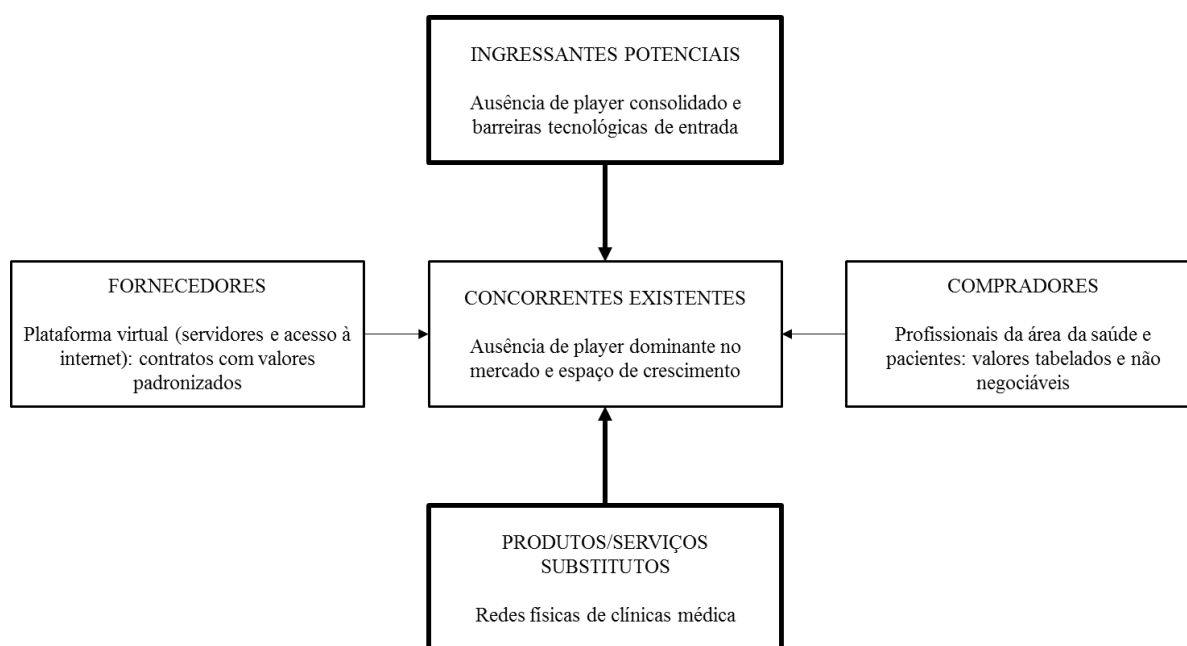 INGRESSANTES POTENCIAIS
Ausência de player consolidado e
barreiras tecnológicas de entrada
FORNECEDORES
Plataforma virtual (servidores e acesso à
internet): contratos com valores
padronizados
CONCORRENTES EXISTENTES
Ausência de player dominante no
mercado e espaço de crescimento
COMPRADORES
Profissionais da área da saúde e
pacientes: valores tabelados e não
negociáveis
PRODUTOS/SERVIÇOS
SUBSTITUTOS
Redes físicas de clínicas médica